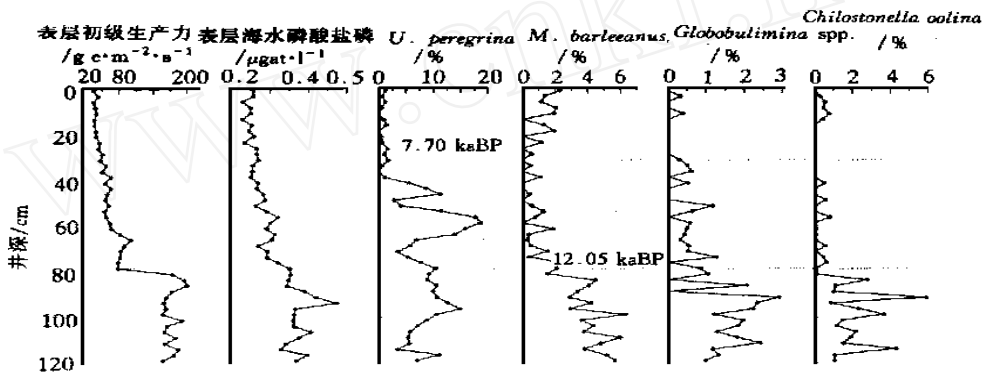 表层初级生产力 表层海水磷酸盐磷 U. peregrina M. barleeanus, Globobulimina spp. Chilostonella oolina
/g c·m⁻²·s⁻¹ /μgat·l⁻¹ /% /% /% /%
20 80 200 0.2 0.4 0.5 0 10 20 0 2 4 6 0 1 2 3 0 2 4 6
0
20
40
60
80
100
120
井深/cm
7.70 kaBP
12.05 kaBP